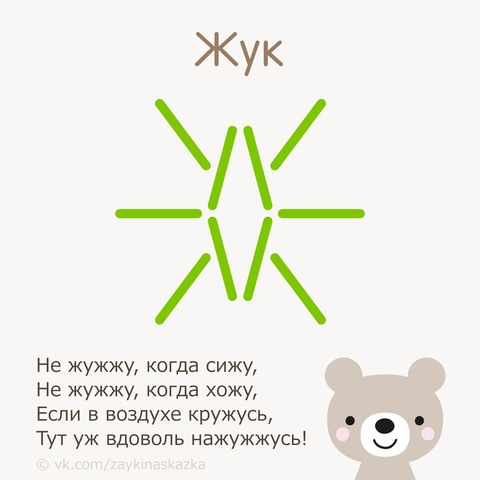 Жук
Не жужжу, когда сижу,
Не жужжу, когда хожу,
Если в воздухе кружусь,
Тут уж вдоволь нажужжусь!
© vk.com/zaykinaskazka